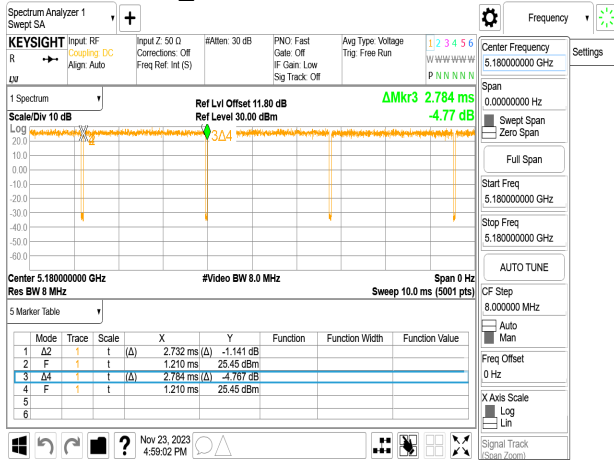 Spectrum Analyzer 1
Swept SA
Frequency
KEYSIGHT
Input: RF
Coupling: DC
Align: Auto
Input Z: 50 Ω
Corrections: Off
Freq Ref: Int (S)
#Atten: 30 dB
PNO: Fast
Gate: Off
IF Gain: Low
Sig Track: Off
Avg Type: Voltage
Trig: Free Run
1 2 3 4 5 6
W W W W W W
P N N N N N
R
LXI
1 Spectrum
Scale/Div 10 dB
Ref Lvl Offset 11.80 dB
Ref Level 30.00 dBm
ΔMkr3 2.784 ms
-4.77 dB
Log
20.0
10.0
0.00
-10.0
-20.0
-30.0
-40.0
-50.0
-60.0
3Δ4
Center 5.180000000 GHz
Res BW 8 MHz
#Video BW 8.0 MHz
Span 0 Hz
Sweep 10.0 ms (5001 pts)
5 Marker Table
Mode Trace Scale X Y Function Function Width Function Value
1 Δ2 1 t (Δ) 2.732 ms (Δ) -1.141 dB
2 F 1 t 1.210 ms 25.45 dBm
3 Δ4 1 t (Δ) 2.784 ms (Δ) -4.767 dB
4 F 1 t 1.210 ms 25.45 dBm
5
6
Nov 23, 2023
4:59:02 PM
Center Frequency
5.180000000 GHz
Settings
Span
0.00000000 Hz
Swept Span
Zero Span
Full Span
Start Freq
5.180000000 GHz
Stop Freq
5.180000000 GHz
AUTO TUNE
CF Step
8.000000 MHz
Auto
Man
Freq Offset
0 Hz
X Axis Scale
Log
Lin
Signal Track
(Span Zoom)